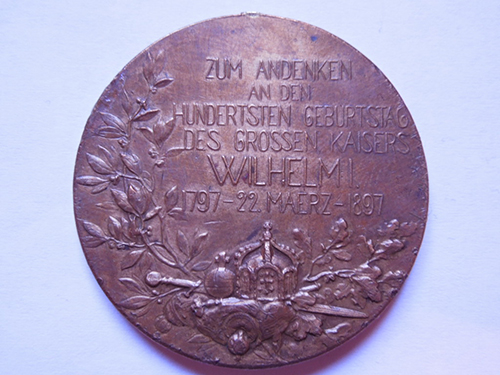 ZUM ANDENKEN
AN DEN
HUNDERTSTEN GEBURTSTAG
DES GROSSEN KAISERS
WILHELM I.
1797-22. MAERZ-1897